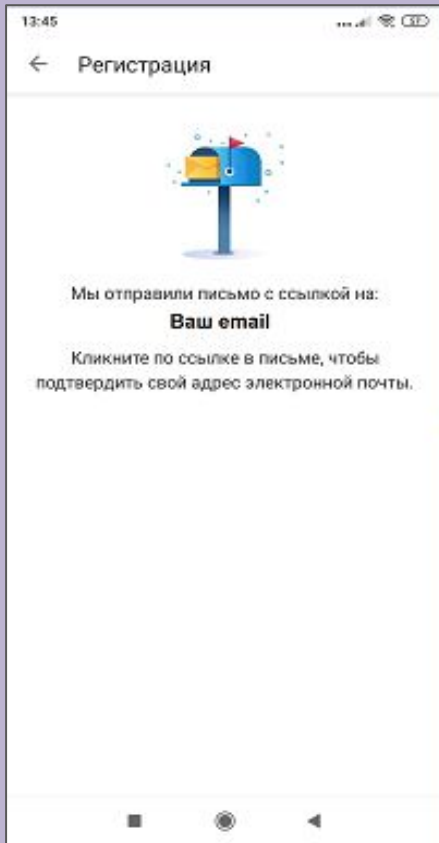 13:45
57
Регистрация
Мы отправили письмо с ссылкой на:
Ваш email
Кликните по ссылке в письме, чтобы
подтвердить свой адрес электронной почты.